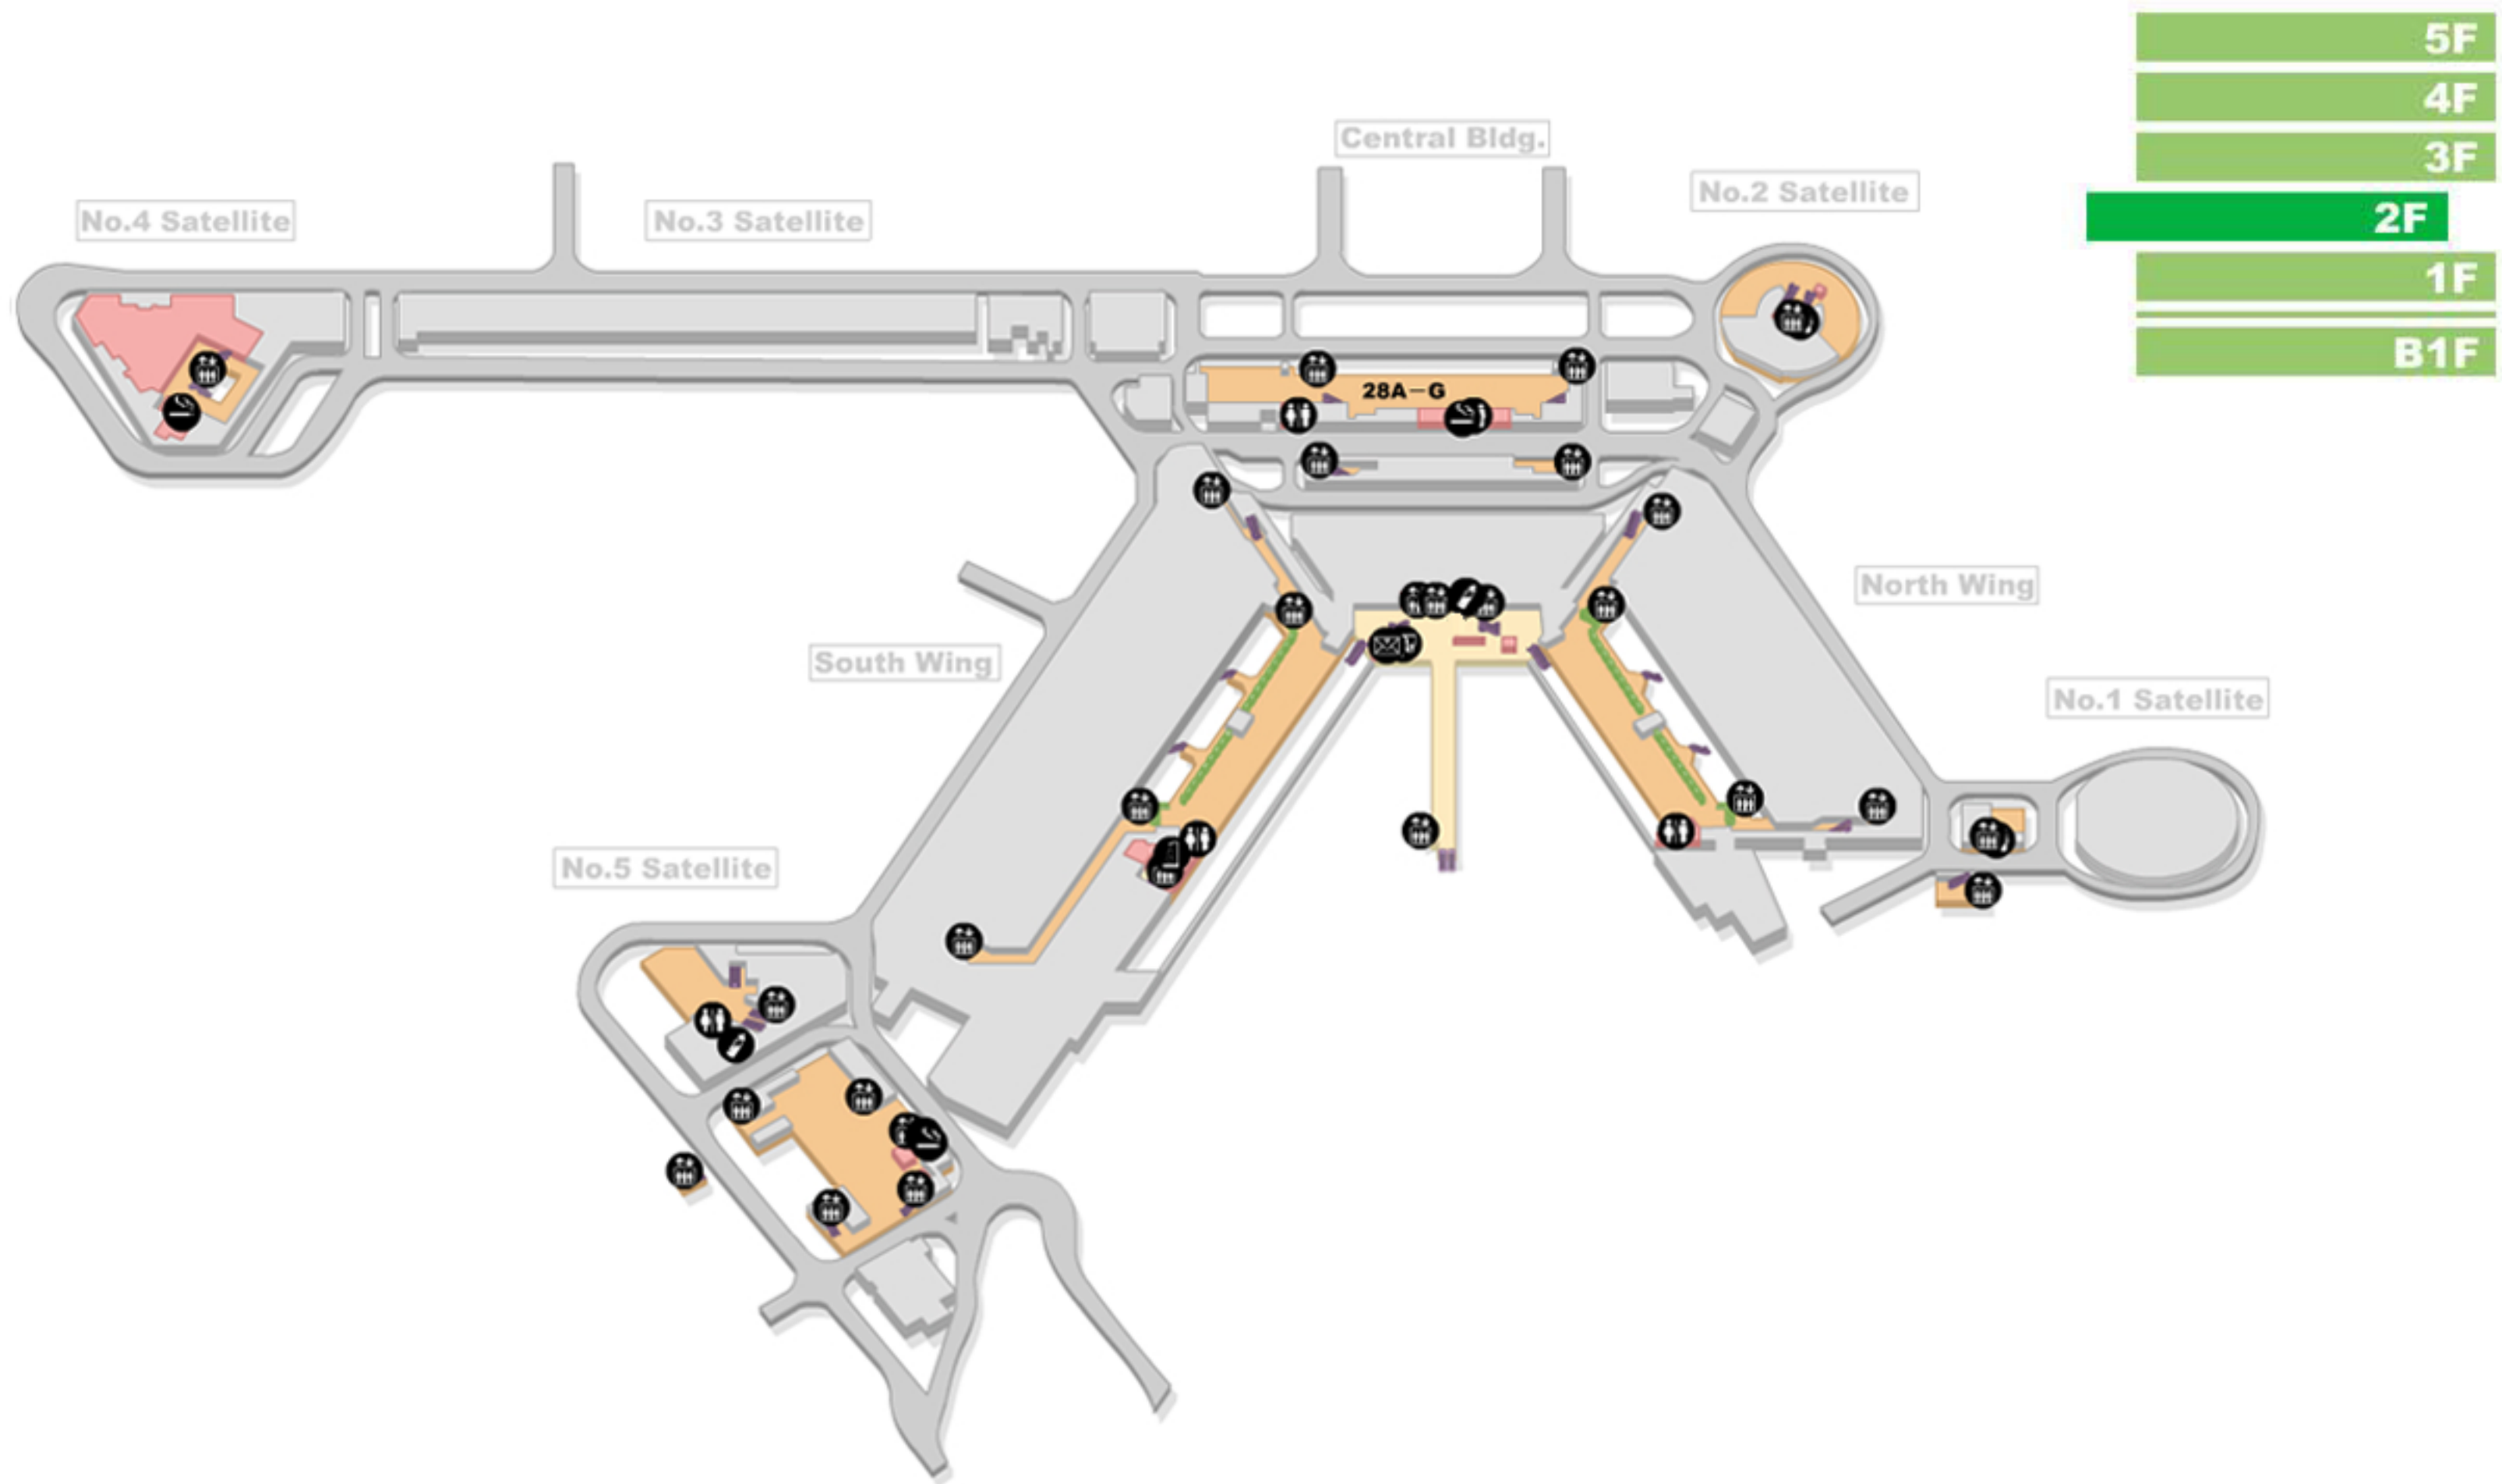 5F
4F
3F
2F
1F
B1F
Central Bldg.
No.2 Satellite
No.4 Satellite
No.3 Satellite
28A–G
North Wing
South Wing
No.1 Satellite
No.5 Satellite